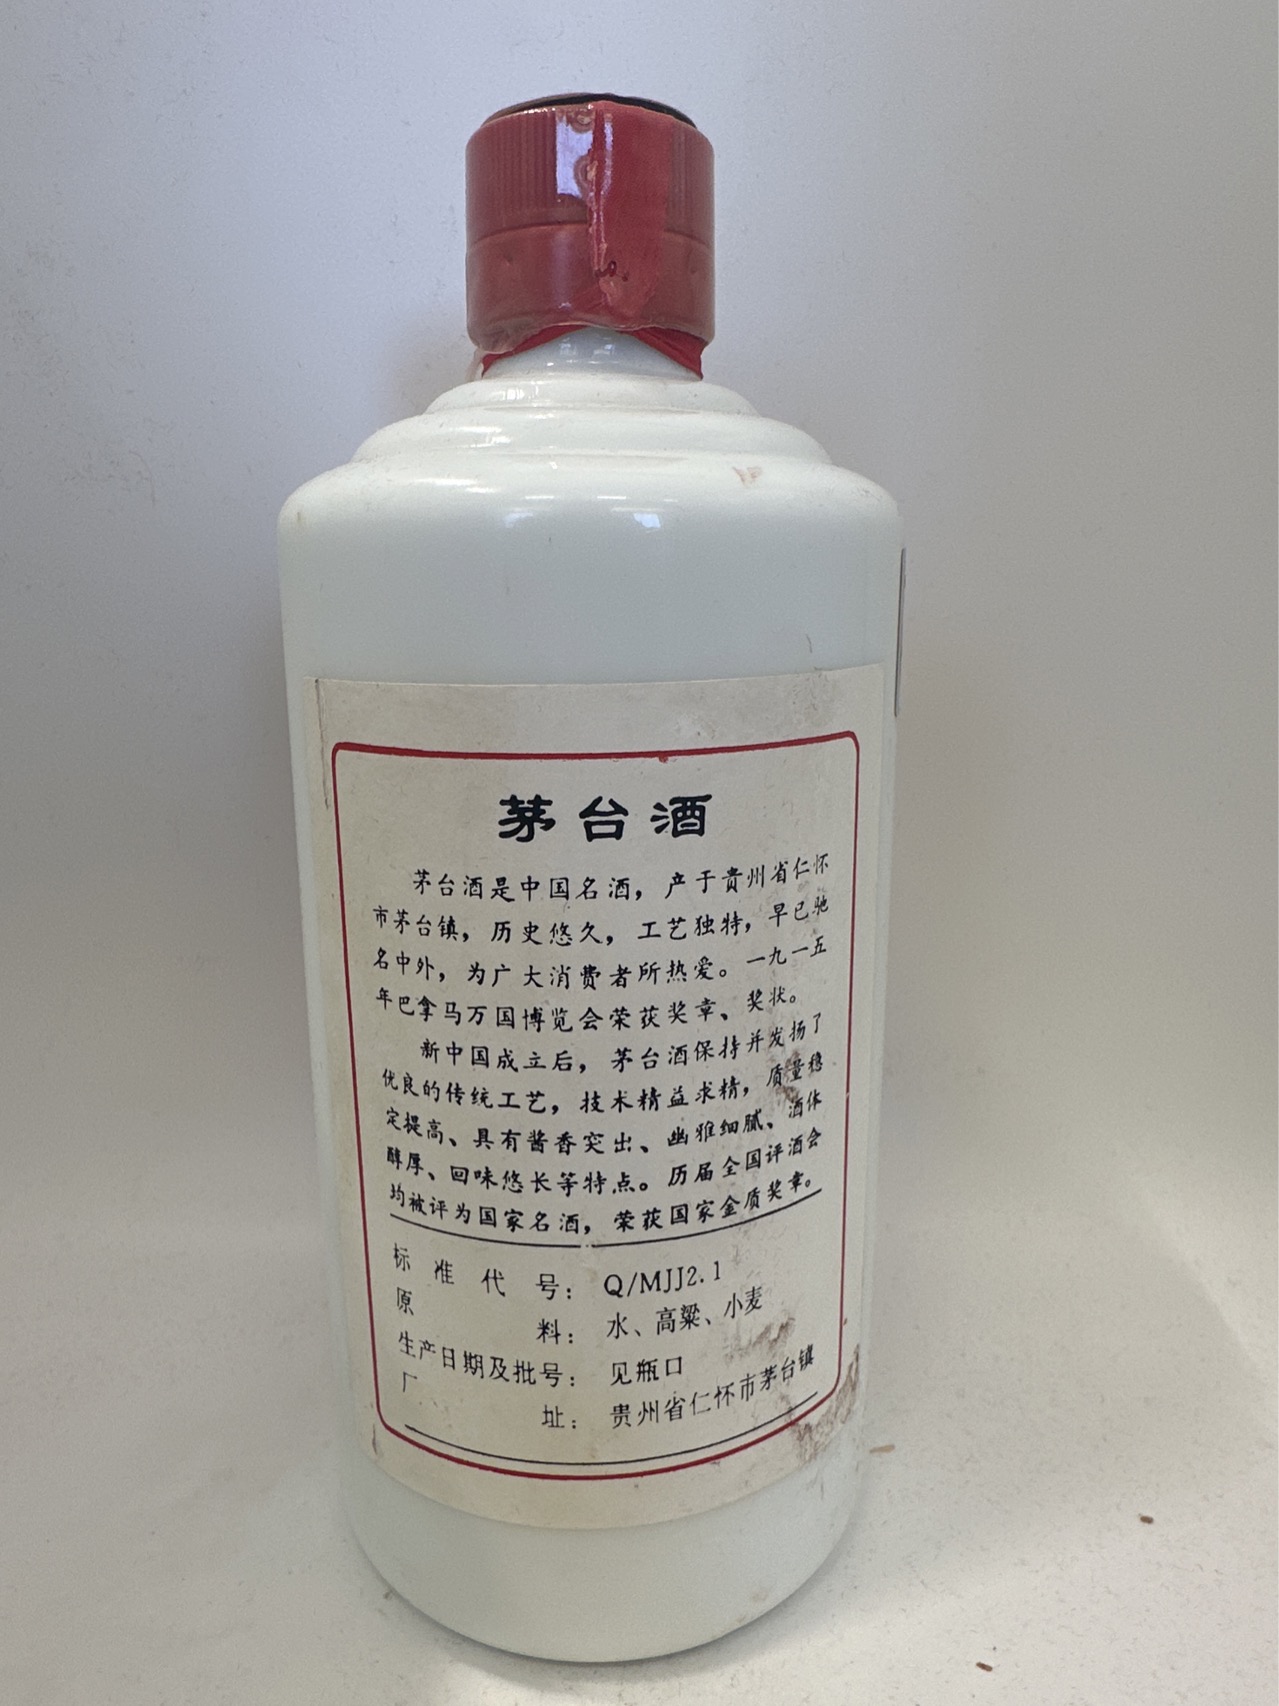 茅台酒
茅台酒是中国名酒，产于贵州省仁怀
市茅台镇，历史悠久，工艺独特，早已驰
名中外，为广大消费者所热爱。一九一五
年巴拿马万国博览会荣获奖章、奖状。
新中国成立后，茅台酒保持并发扬了
优良的传统工艺，技术精益求精，质量稳
定提高、具有酱香突出、幽雅细腻、酒体
醇厚、回味悠长等特点。历届全国评酒会
均被评为国家名酒，荣获国家金质奖章。
标准代号：Q/MJJ2.1
原料：水、高粱、小麦
生产日期及批号：见瓶口
厂址：贵州省仁怀市茅台镇